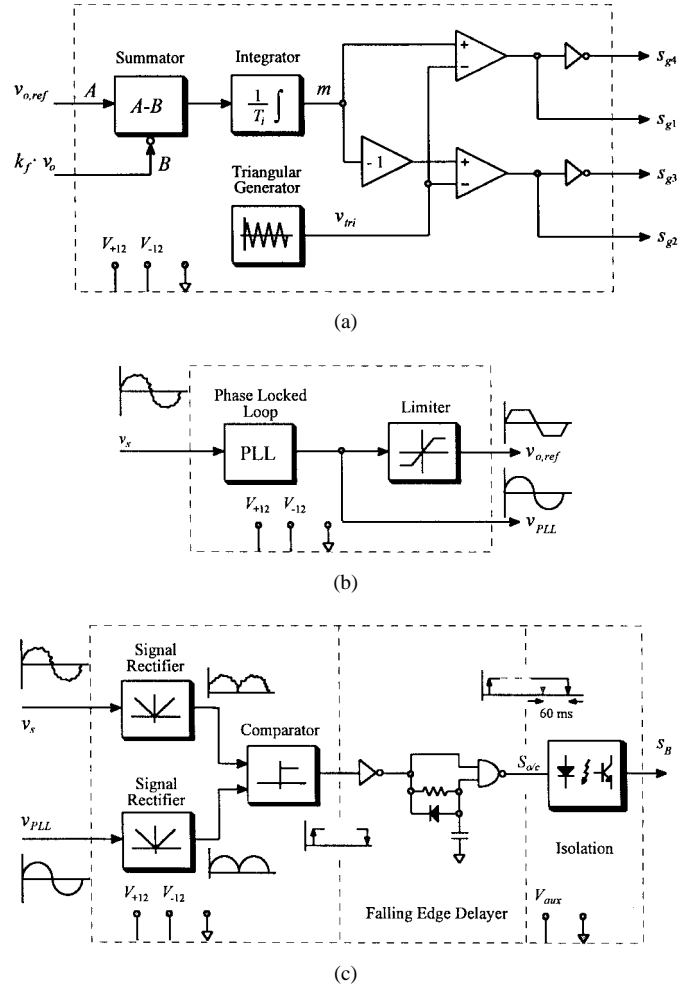 Summator
Integrator
v_{o,ref}
A
A-B
\frac{1}{T_i} \int
m
+
−
s_{g4}
s_{g1}
k_f · v_o
B
- 1
+
−
s_{g3}
Triangular
Generator
v_{tri}
s_{g2}
V_{+12}
V_{-12}
(a)
Phase Locked
Loop
Limiter
v_s
PLL
v_{o,ref}
V_{+12}
V_{-12}
v_{PLL}
(b)
Signal
Rectifier
v_s
Comparator
60 ms
S_{o/c}
s_B
Signal
Rectifier
v_{PLL}
Isolation
V_{+12}
V_{-12}
Falling Edge Delayer
V_{aux}
(c)